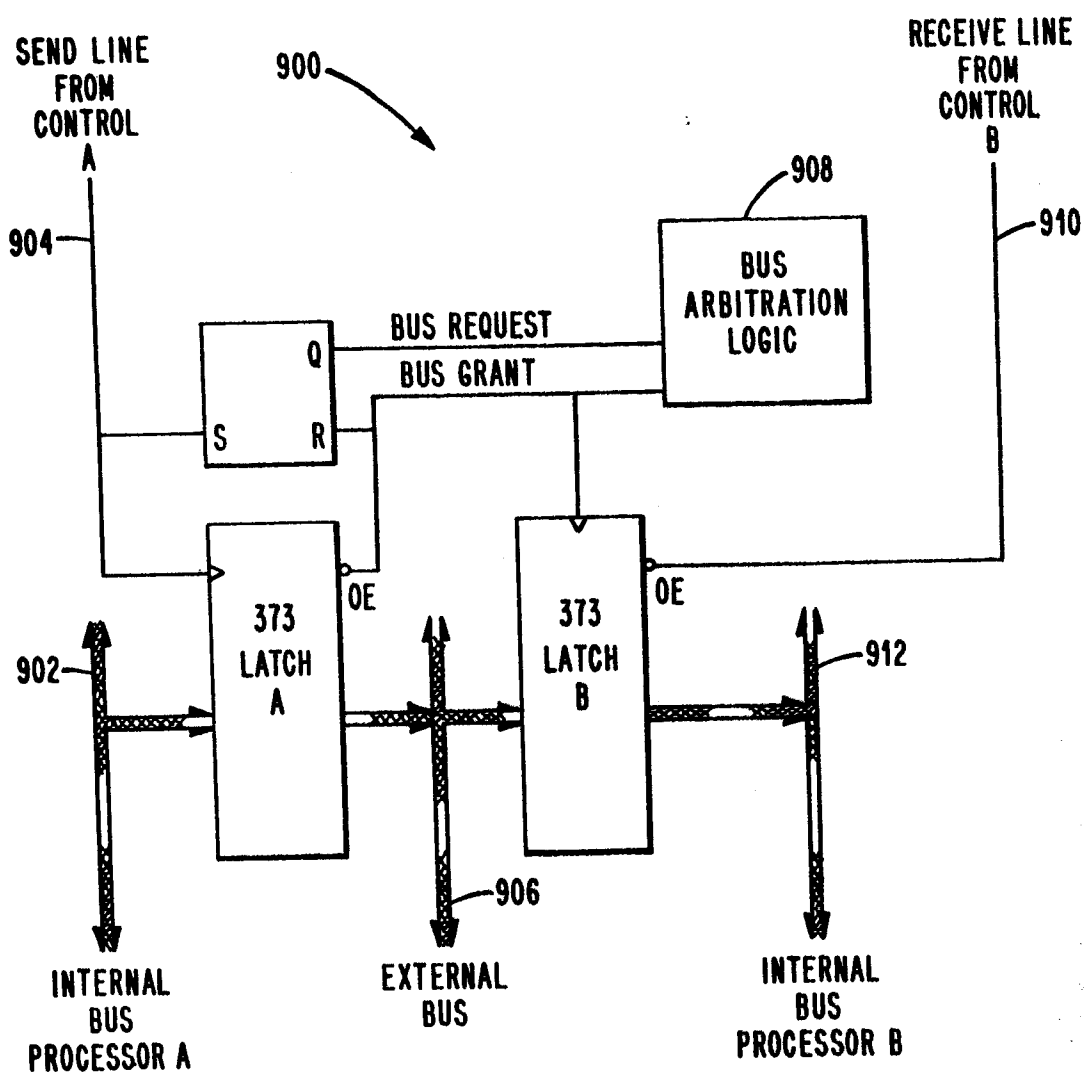 SEND LINE
FROM
CONTROL
A
900
RECEIVE LINE
FROM
CONTROL
B
908
904
910
BUS
ARBITRATION
LOGIC
BUS REQUEST
Q
BUS GRANT
S
R
OE
OE
373
LATCH
A
373
LATCH
B
902
912
906
INTERNAL
BUS
PROCESSOR A
EXTERNAL
BUS
INTERNAL
BUS
PROCESSOR B